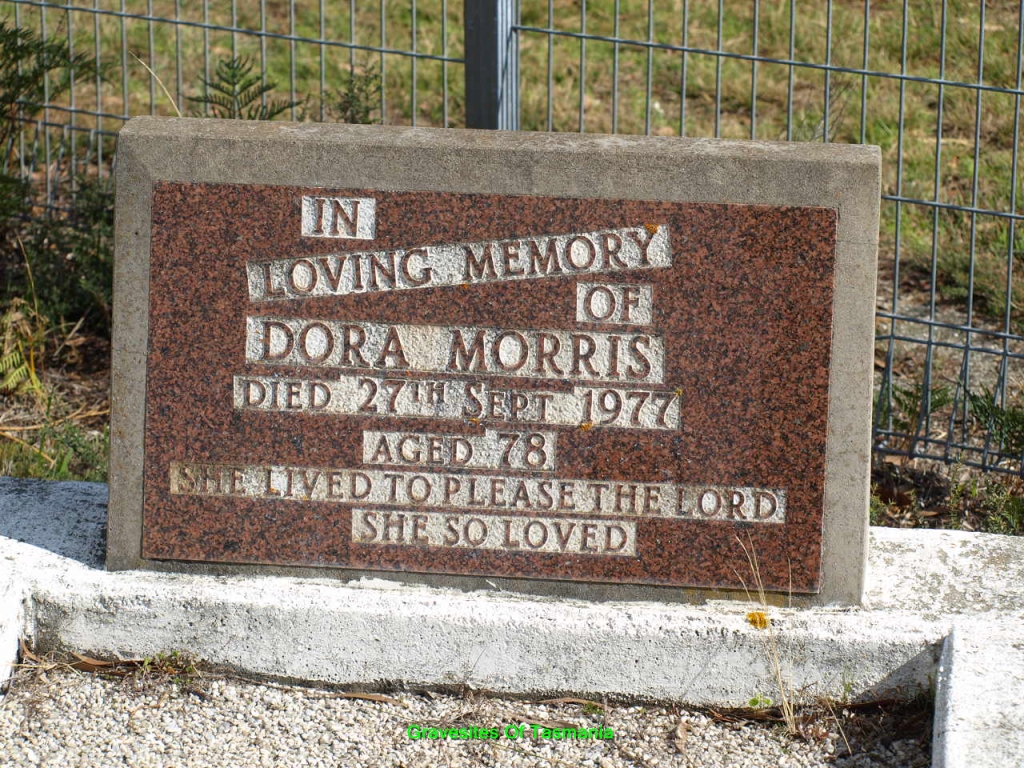 IN
LOVING MEMORY
OF
DORA MORRIS
DIED 27TH SEPT 1977
AGED 78
SHE LIVED TO PLEASE THE LORD
SHE SO LOVED
Gravesites Of Tasmania